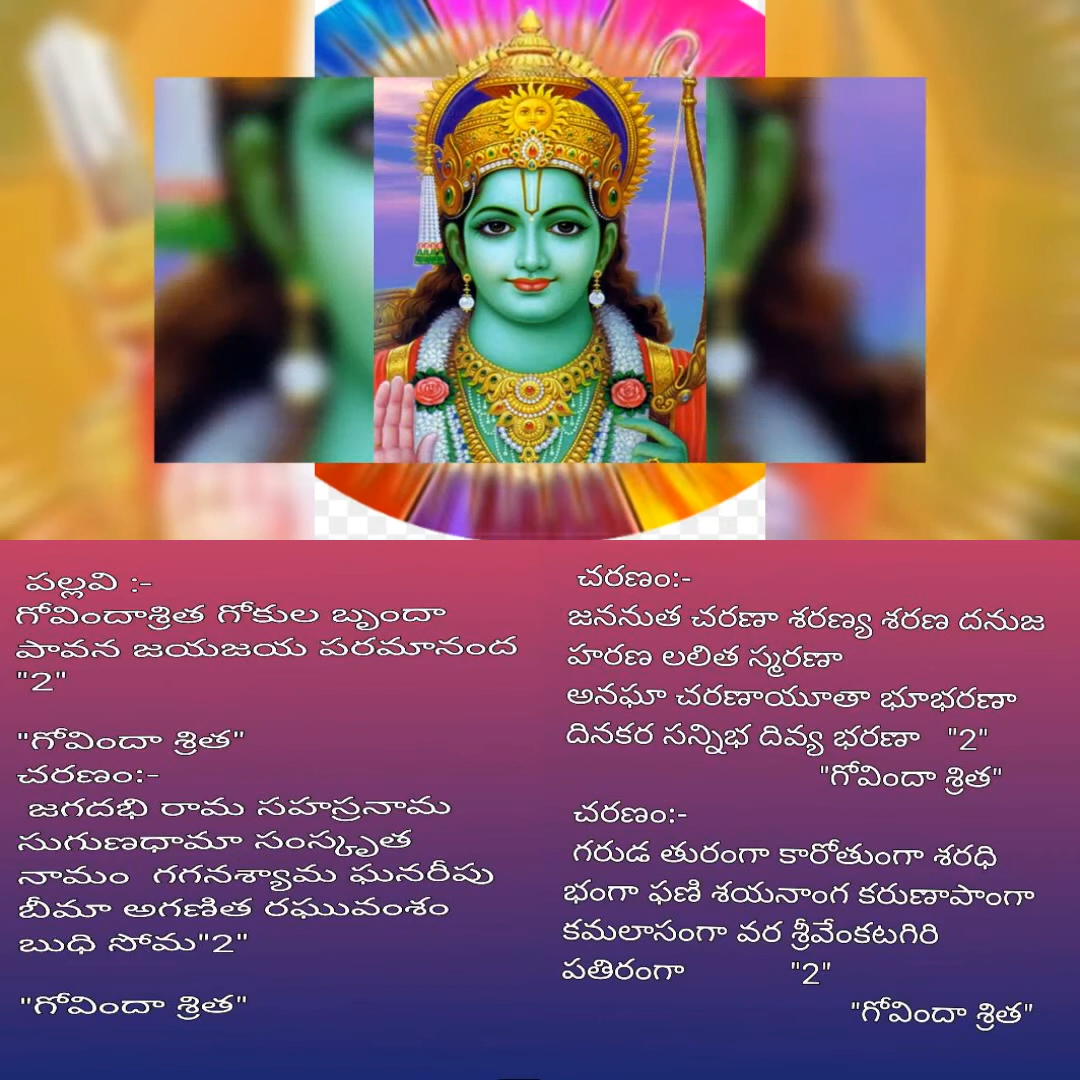 పల్లవి :-
గోవిందాశ్రిత గోకుల బృందా
పావన జయజయ పరమానంద
"2"
"గోవిందా శ్రిత"
చరణం:-
జగదభి రామ సహస్రనామ
సుగుణధామా సంస్కృత
నామం గగనశ్యామ ఘనరీపు
బీమా అగణిత రఘువంశం
బుధి సోమ"2"
"గోవిందా శ్రిత"
చరణం:-
జననుత చరణా శరణ్య శరణ దనుజ
హరణ లలిత స్మరణా
అనఘా చరణాయూతా భూభరణా
దినకర సన్నిభ దివ్య భరణా "2"
"గోవిందా శ్రిత"
చరణం:-
గరుడ తురంగా కారోతుంగా శరధి
భంగా ఫణి శయనాంగ కరుణాపాంగా
కమలాసంగా వర శ్రీవేంకటగిరి
పతిరంగా "2"
"గోవిందా శ్రిత"